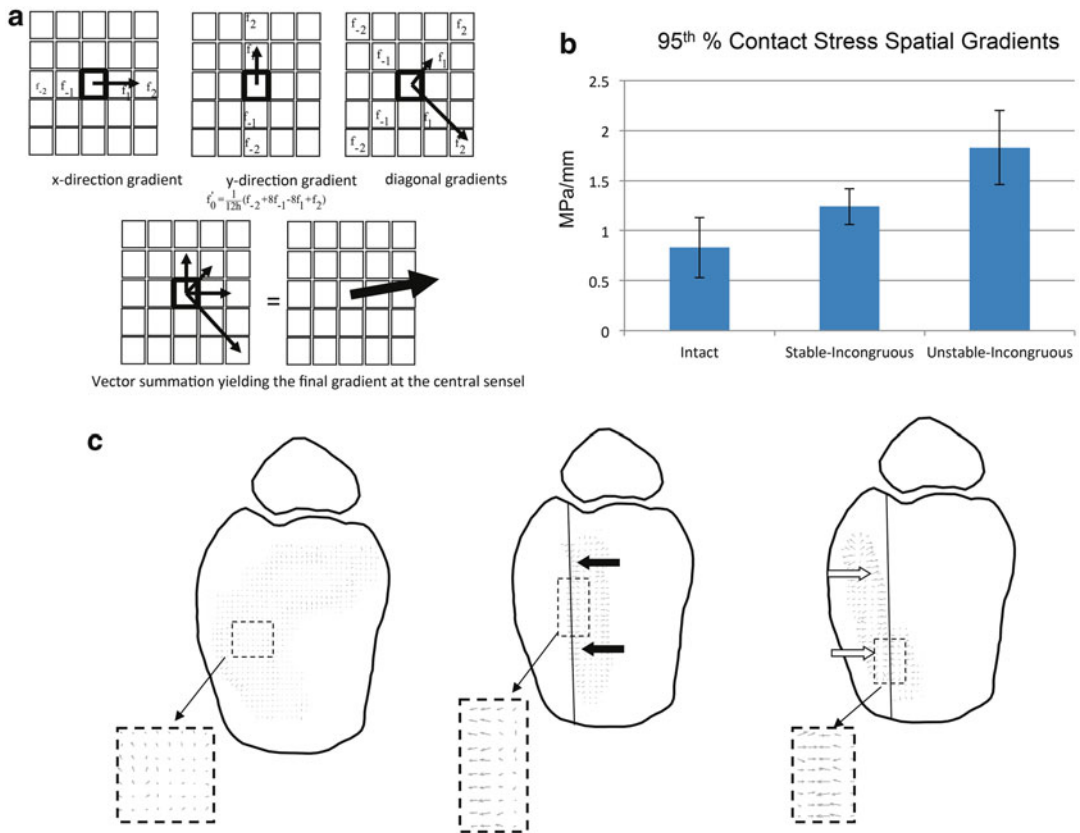 a
f2
f-2
f2
f-1
f1
f-2
f-1
f1
f2
f-1
f-1
f1
f-2
f-2
f2
x-direction gradient
y-direction gradient
diagonal gradients
f'0 = 1/12h (f-2 + 8f-1 - 8f1 + f2)
=
Vector summation yielding the final gradient at the central sensel
b
95th % Contact Stress Spatial Gradients
MPa/mm
2.5
2
1.5
1
0.5
0
Intact
Stable-Incongruous
Unstable-Incongruous
c